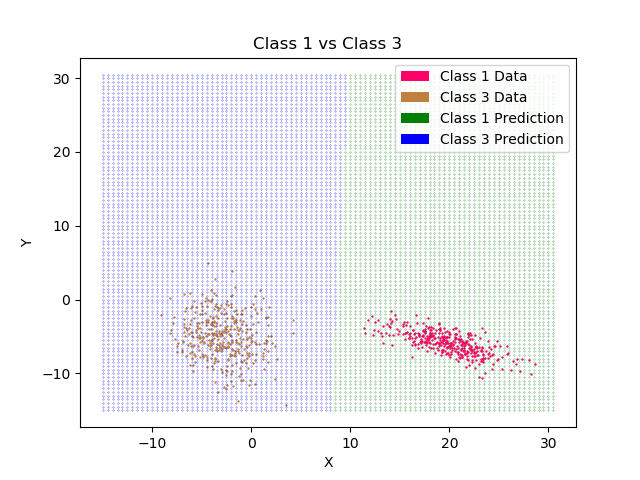 Class 1 vs Class 3
Class 1 Data
Class 3 Data
Class 1 Prediction
Class 3 Prediction
30
20
10
0
−10
Y
−10
0
10
20
30
X